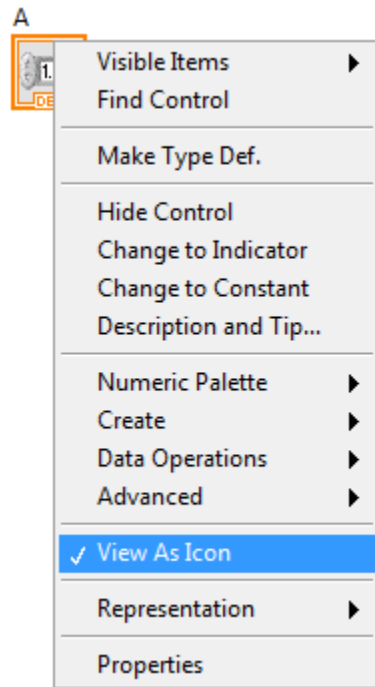 A
1.
Visible Items
Find Control
Make Type Def.
Hide Control
Change to Indicator
Change to Constant
Description and Tip...
Numeric Palette
Create
Data Operations
Advanced
View As Icon
Representation
Properties